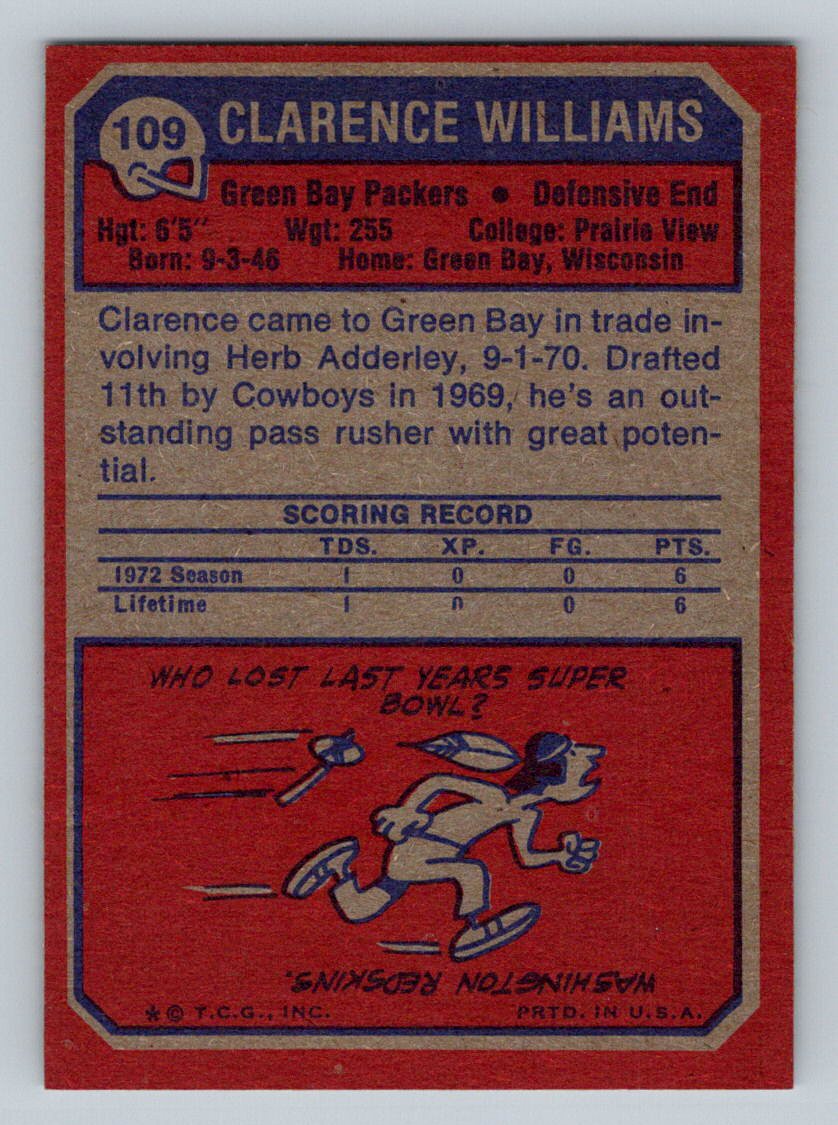 109 CLARENCE WILLIAMS
Green Bay Packers • Defensive End
Hgt: 6'5" Wgt: 255 College: Prairie View
Born: 9-3-46 Home: Green Bay, Wisconsin
Clarence came to Green Bay in trade in-
volving Herb Adderley, 9-1-70. Drafted
11th by Cowboys in 1969, he's an out-
standing pass rusher with great poten-
tial.
SCORING RECORD
TDS. XP. FG. PTS.
1972 Season 1 0 0 6
Lifetime 1 0 0 6
WHO LOST LAST YEARS SUPER
BOWL?
WASHINGTON REDSKINS.
* © T.C.G., INC. PRTD. IN U.S.A.